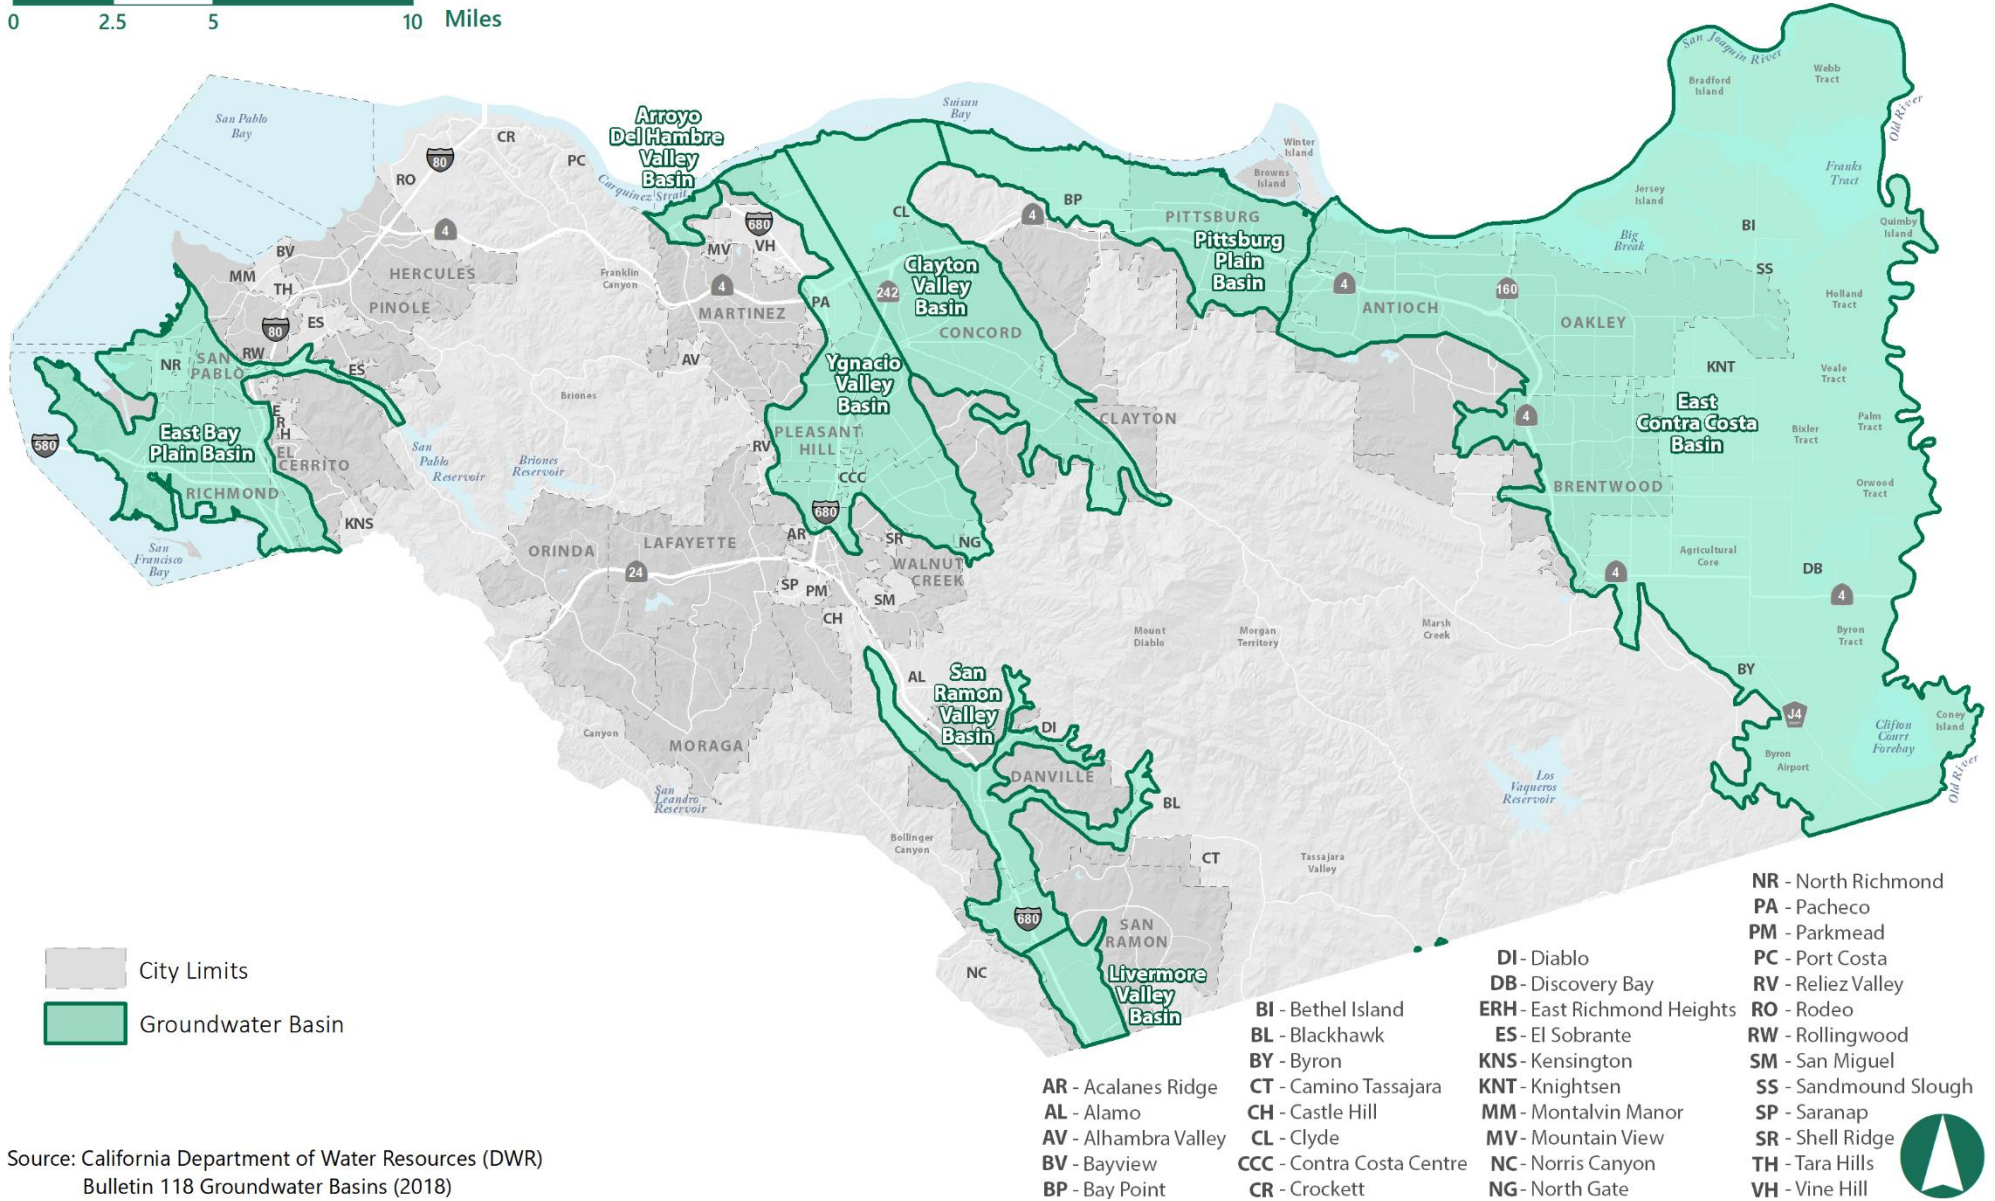 0 2.5 5 10 Miles
San Pablo
Bay
Suisun
Bay
San Joaquin River
Bradford
Island
Webb
Tract
Old River
Franks
Tract
Winter
Island
Browns
Island
Jersey
Island
Quimby
Island
Big
Break
Holland
Tract
Veale
Tract
Palm
Tract
Bixler
Tract
Orwood
Tract
Agricultural
Core
Byron
Tract
Clifton
Court
Forebay
Coney
Island
Old River
Byron
Airport
Los
Vaqueros
Reservoir
Marsh
Creek
Morgan
Territory
Mount
Diablo
Tassajara
Valley
Bollinger
Canyon
San
Leandro
Reservoir
Canyon
Briones
Briones
Reservoir
San
Pablo
Reservoir
San
Francisco
Bay
Franklin
Canyon
Carquinez Strait
Arroyo
Del Hambre
Valley
Basin
Clayton
Valley
Basin
Ygnacio
Valley
Basin
Pittsburg
Plain
Basin
East
Contra Costa
Basin
East Bay
Plain Basin
San
Ramon
Valley
Basin
Livermore
Valley
Basin
HERCULES
PINOLE
SAN
PABLO
EL
CERRITO
RICHMOND
MARTINEZ
CONCORD
PITTSBURG
ANTIOCH
OAKLEY
BRENTWOOD
CLAYTON
PLEASANT
HILL
WALNUT
CREEK
LAFAYETTE
ORINDA
MORAGA
DANVILLE
SAN
RAMON
CR
PC
RO
BV
MM
TH
ES
RW
NR
ES
E
R
H
KNS
MV
VH
PA
AV
CL
BP
RV
CCC
AR
SR
NG
SP
PM
SM
CH
AL
DI
BL
CT
NC
BI
SS
KNT
DB
BY
80
4
80
580
680
4
242
4
4
160
4
4
4
J4
24
680
680
City Limits
Groundwater Basin
AR - Acalanes Ridge
AL - Alamo
AV - Alhambra Valley
BV - Bayview
BP - Bay Point
BI - Bethel Island
BL - Blackhawk
BY - Byron
CT - Camino Tassajara
CH - Castle Hill
CL - Clyde
CCC - Contra Costa Centre
CR - Crockett
DI - Diablo
DB - Discovery Bay
ERH - East Richmond Heights
ES - El Sobrante
KNS - Kensington
KNT - Knightsen
MM - Montalvin Manor
MV - Mountain View
NC - Norris Canyon
NG - North Gate
NR - North Richmond
PA - Pacheco
PM - Parkmead
PC - Port Costa
RV - Reliez Valley
RO - Rodeo
RW - Rollingwood
SM - San Miguel
SS - Sandmound Slough
SP - Saranap
SR - Shell Ridge
TH - Tara Hills
VH - Vine Hill
Source: California Department of Water Resources (DWR)
Bulletin 118 Groundwater Basins (2018)